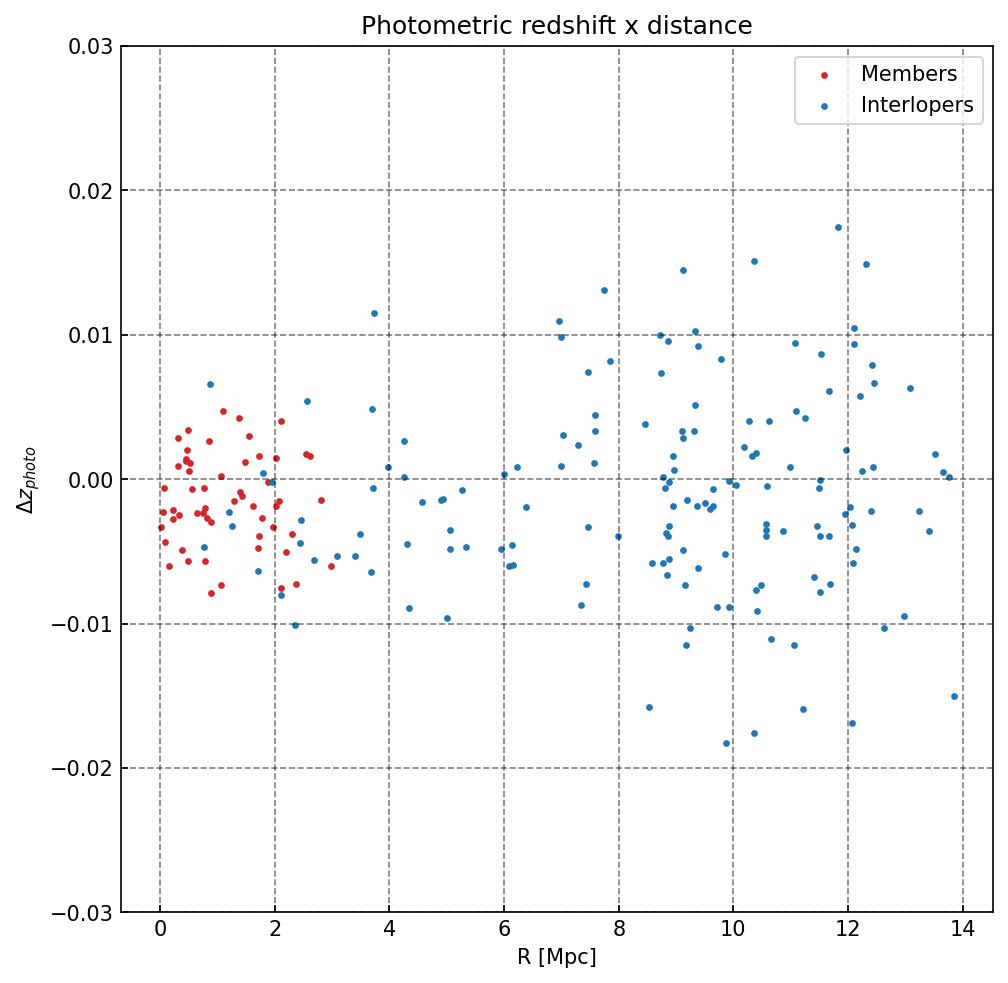 Photometric redshift x distance
Members
Interlopers
0.03
0.02
0.01
0.00
−0.01
−0.02
−0.03
Δz_photo
0 2 4 6 8 10 12 14
R [Mpc]